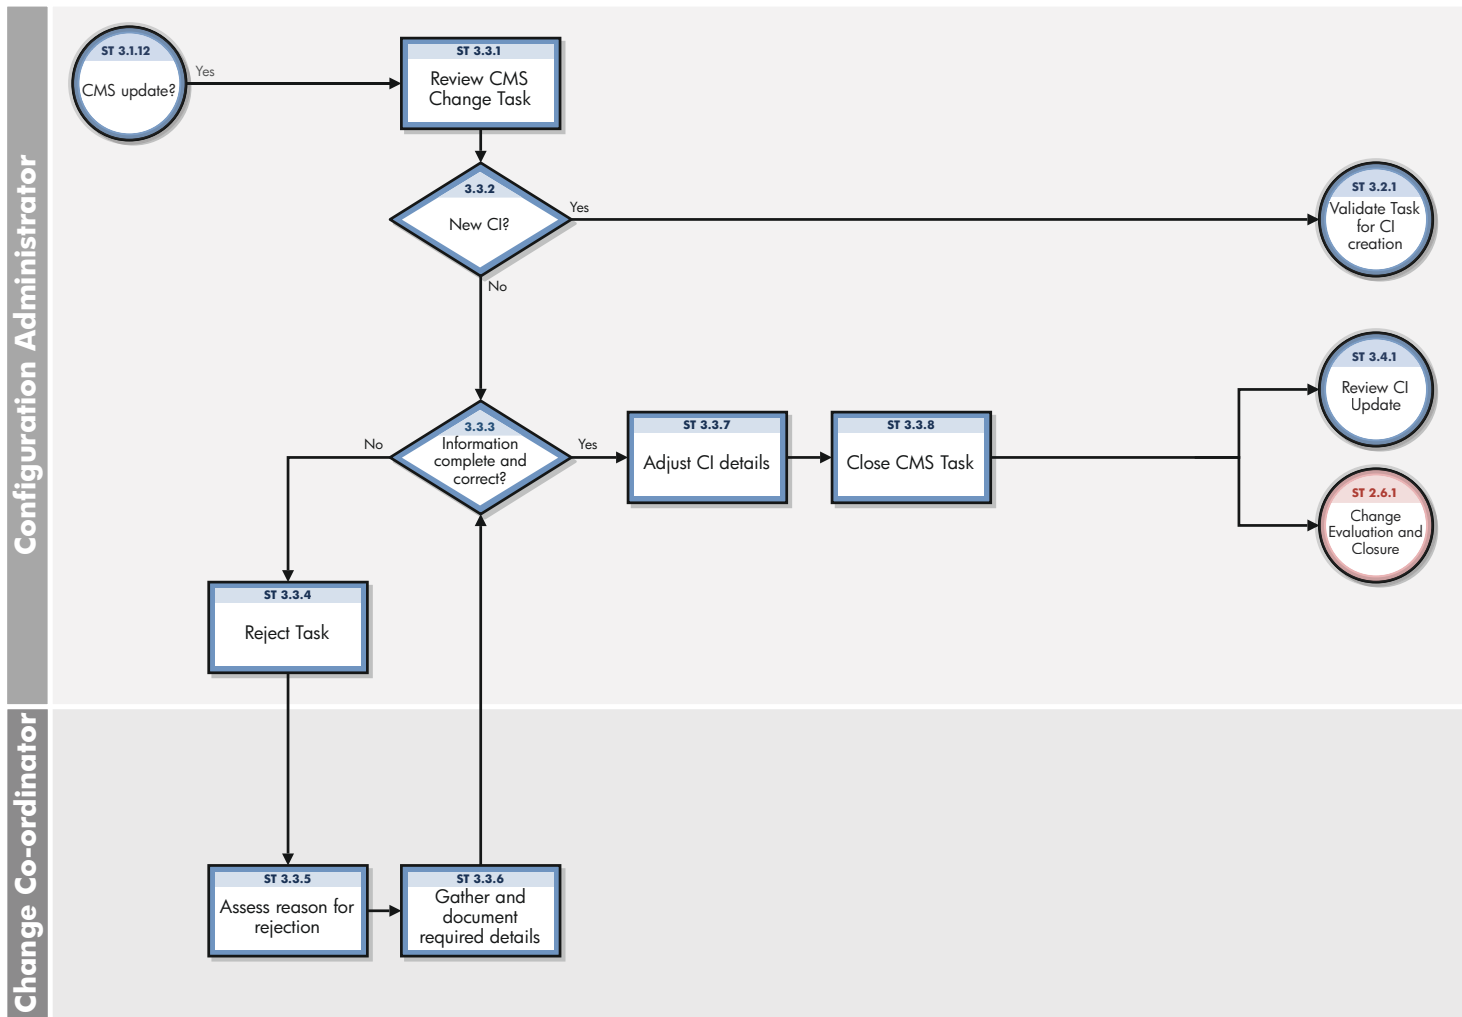 Configuration Administrator
ST 3.1.12
CMS update?
Yes
ST 3.3.1
Review CMS
Change Task
3.3.2
New CI?
Yes
No
ST 3.2.1
Validate Task
for CI
creation
3.3.3
Information
complete and
correct?
No
Yes
ST 3.3.7
Adjust CI details
ST 3.3.8
Close CMS Task
ST 3.4.1
Review CI
Update
ST 2.6.1
Change
Evaluation and
Closure
ST 3.3.4
Reject Task
Change Co-ordinator
ST 3.3.5
Assess reason for
rejection
ST 3.3.6
Gather and
document
required details